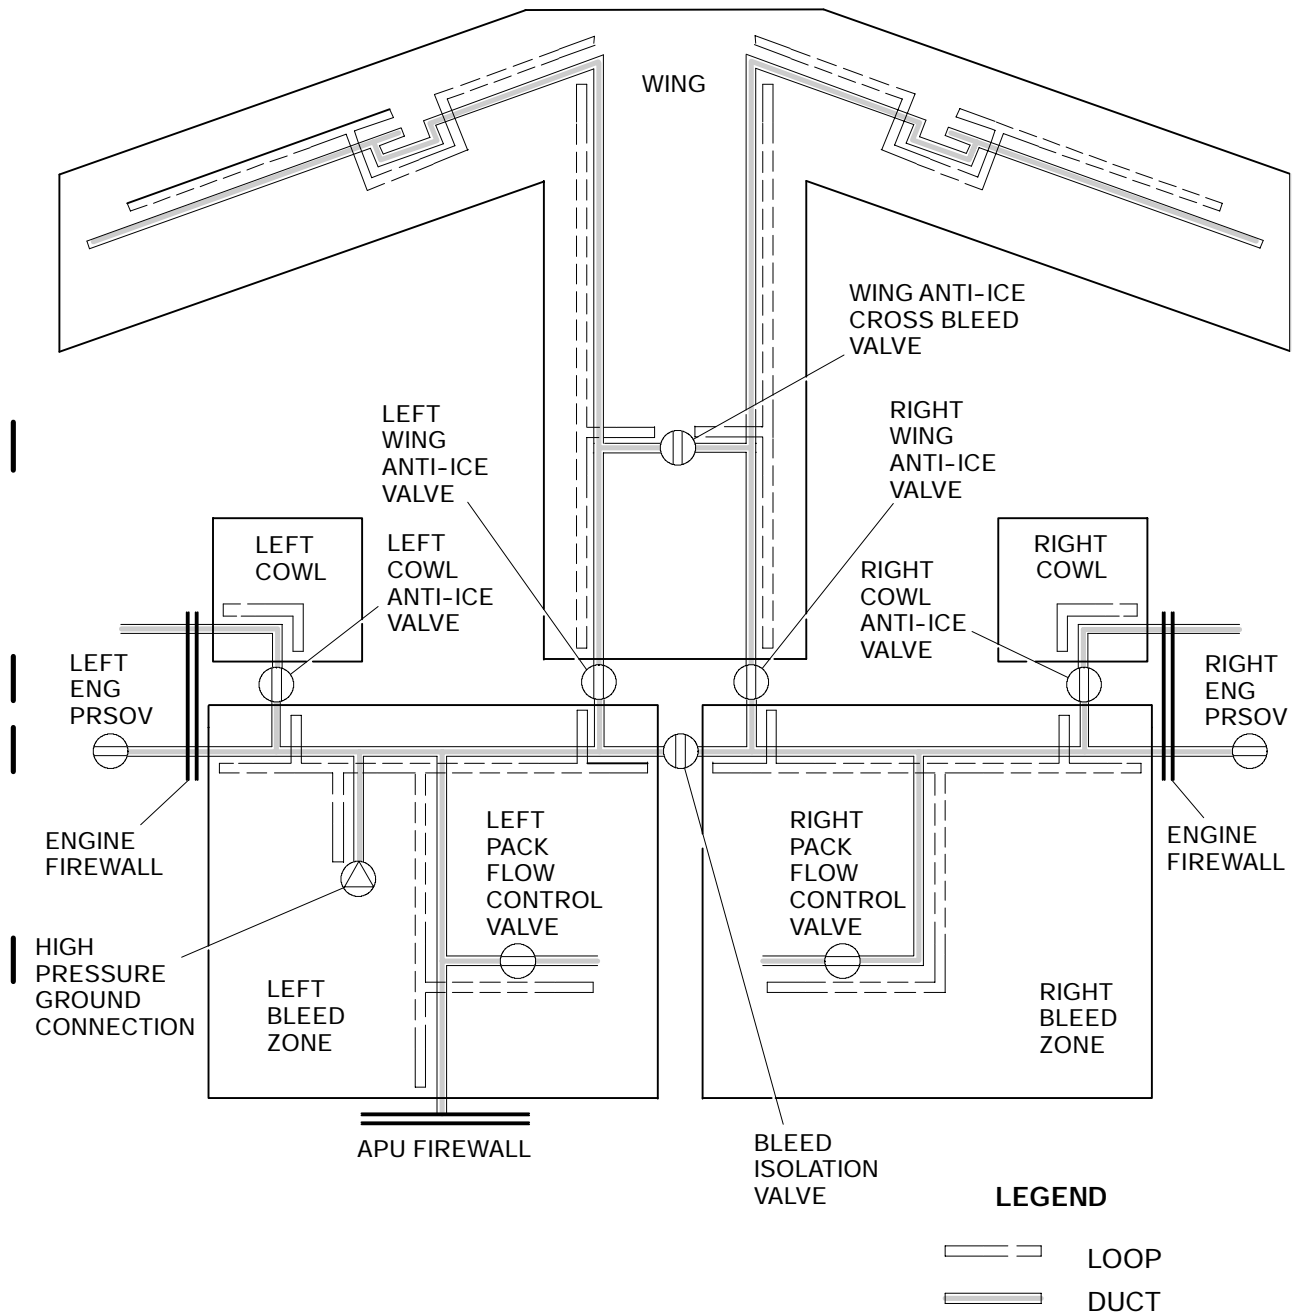 WING
WING ANTI-ICE
CROSS BLEED
VALVE
LEFT
WING
ANTI-ICE
VALVE
RIGHT
WING
ANTI-ICE
VALVE
LEFT
COWL
LEFT
COWL
ANTI-ICE
VALVE
RIGHT
COWL
ANTI-ICE
VALVE
RIGHT
COWL
LEFT
ENG
PRSOV
RIGHT
ENG
PRSOV
ENGINE
FIREWALL
LEFT
PACK
FLOW
CONTROL
VALVE
RIGHT
PACK
FLOW
CONTROL
VALVE
ENGINE
FIREWALL
HIGH
PRESSURE
GROUND
CONNECTION
LEFT
BLEED
ZONE
RIGHT
BLEED
ZONE
APU FIREWALL
BLEED
ISOLATION
VALVE
LEGEND
LOOP
DUCT